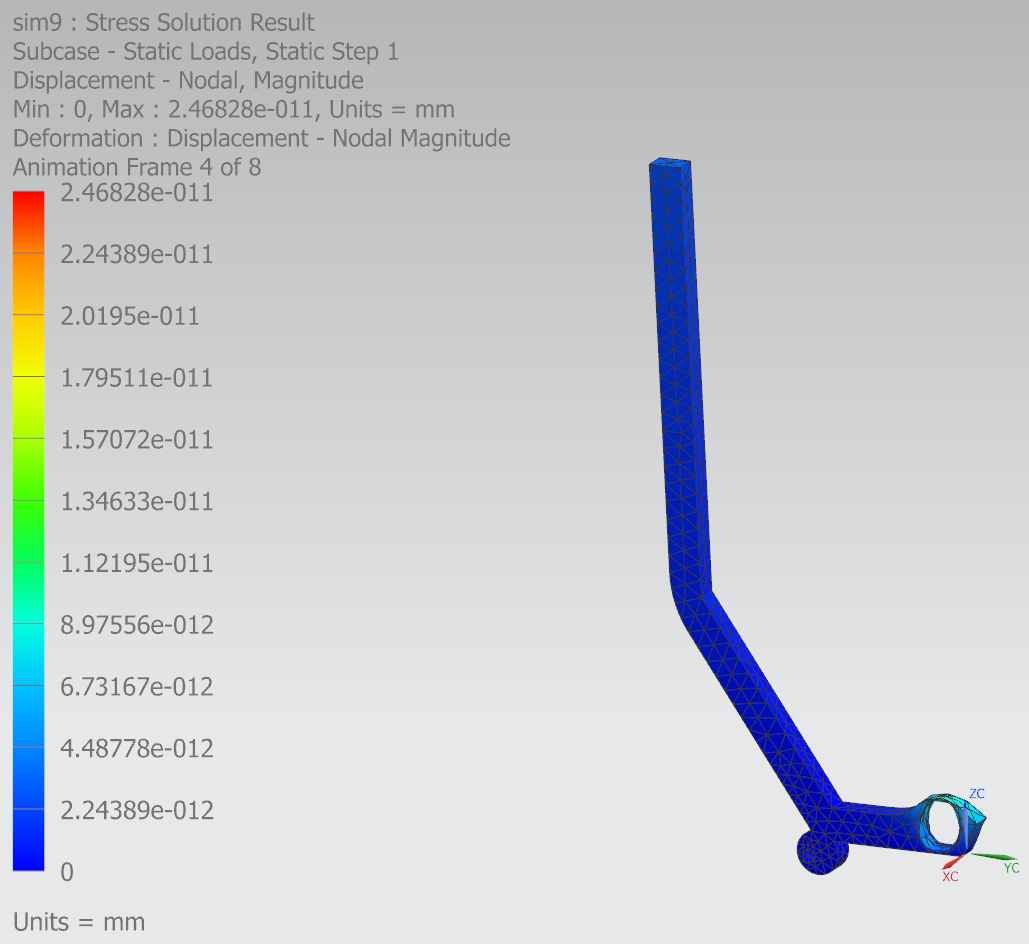 sim9 : Stress Solution Result
Subcase - Static Loads, Static Step 1
Displacement - Nodal, Magnitude
Min : 0, Max : 2.46828e-011, Units = mm
Deformation : Displacement - Nodal Magnitude
Animation Frame 4 of 8
2.46828e-011
2.24389e-011
2.0195e-011
1.79511e-011
1.57072e-011
1.34633e-011
1.12195e-011
8.97556e-012
6.73167e-012
4.48778e-012
2.24389e-012
0
Units = mm
ZC
YC
XC